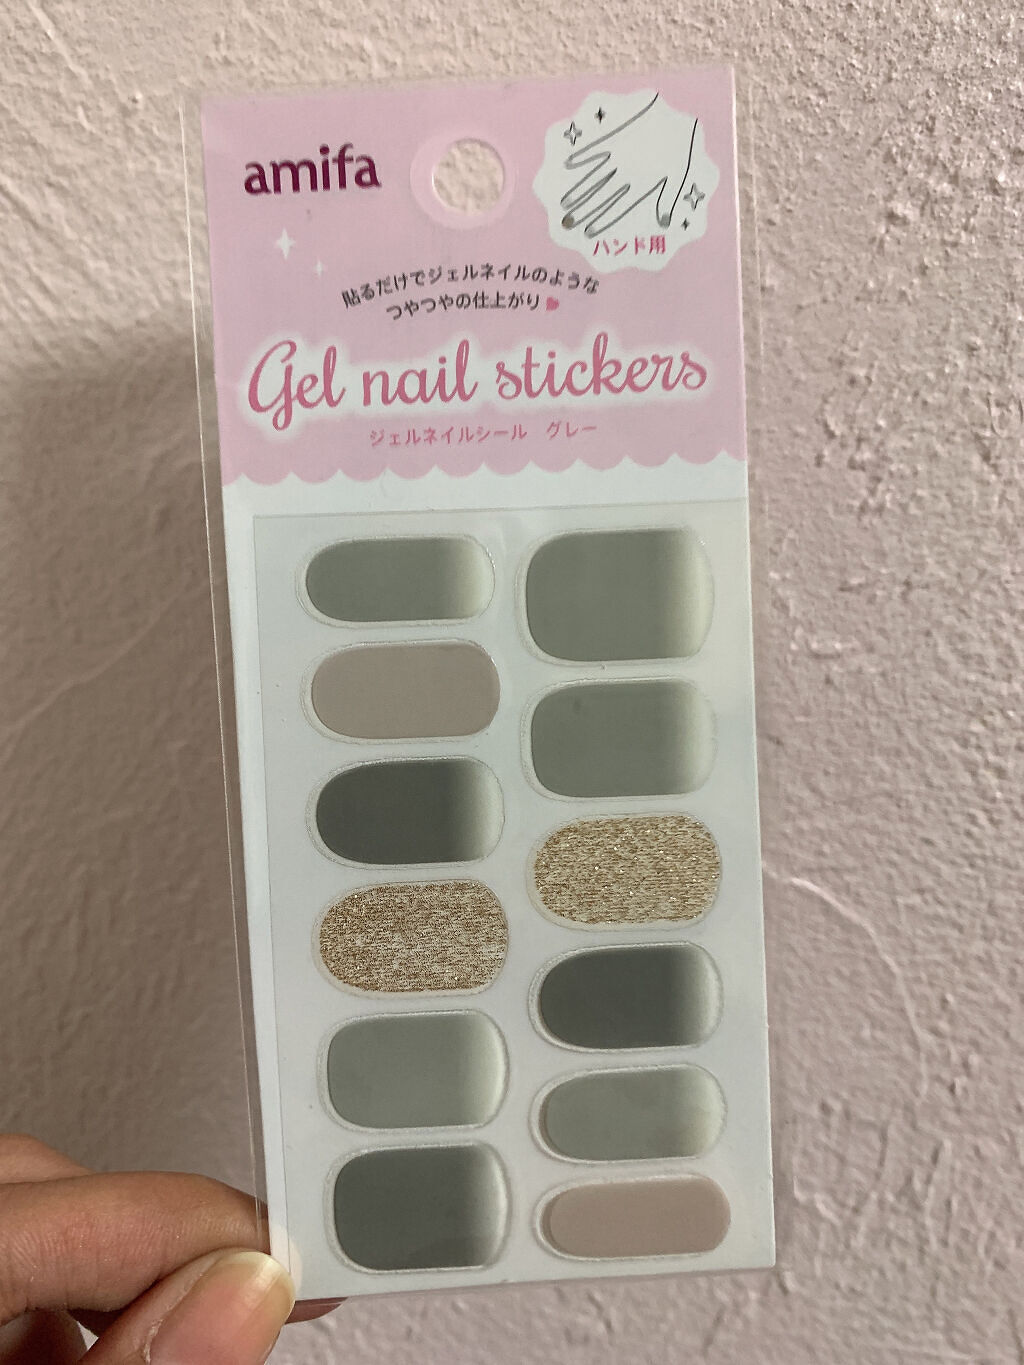 amifa
ハンド用
貼るだけでジェルネイルのような
つやつやの仕上がり
Gel nail stickers
ジェルネイルシール グレー